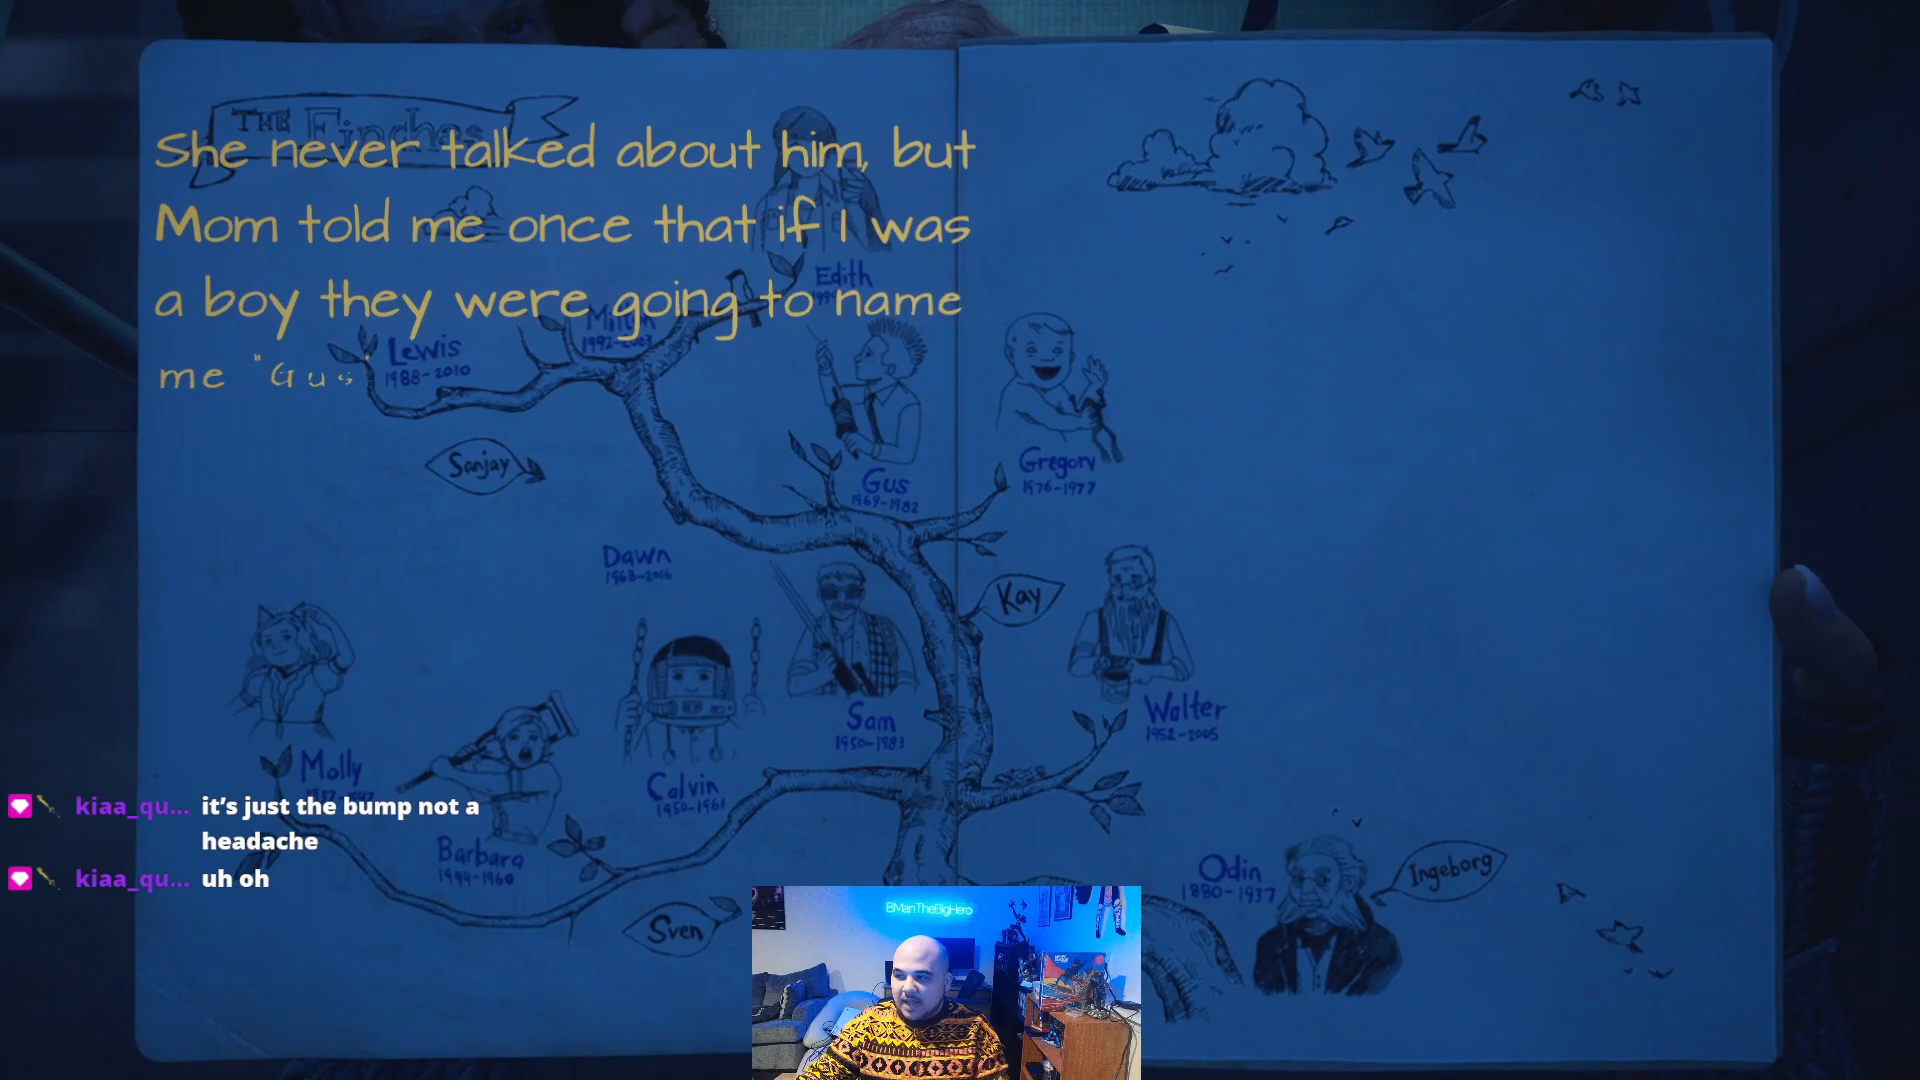 THE Finches
She never talked about him, but
Mom told me once that if I was
a boy they were going to name
me "Gus"
Edith
Milton
1992-2003
Lewis
1988-2010
Sanjay
Gus
1969-1982
Gregory
1976-1977
Dawn
1968-2016
Kay
Sam
1950-1983
Walter
1952-2005
Molly
Calvin
1950-1961
Barbara
1944-1960
Odin
1880-1937
Ingeborg
Sven
kiaa_qu... it's just the bump not a
headache
kiaa_qu... uh oh
BManTheBigHero